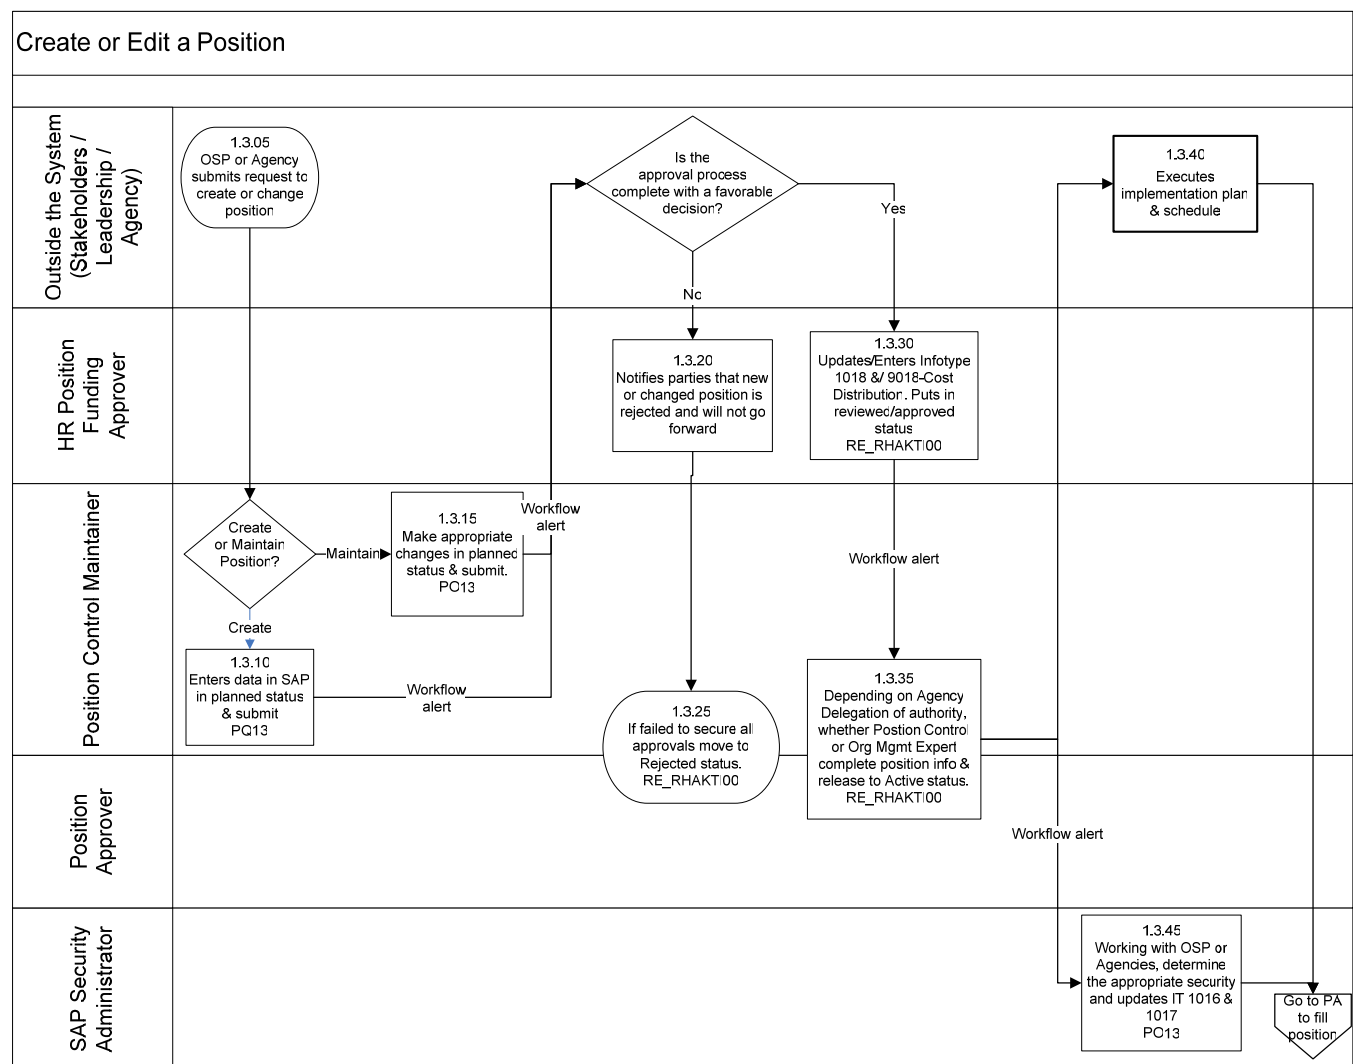 Create or Edit a Position
Outside the System
(Stakeholders /
Leadership /
Agency)
1.3.05
OSP or Agency
submits request to
create or change
position
Is the
approval process
complete with a favorable
decision?
Yes
No
1.3.40
Executes
implementation plan
& schedule
HR Position
Funding
Approver
1.3.20
Notifies parties that new
or changed position is
rejected and will not go
forward
1.3.30
Updates/Enters Infotype
1018 &/ 9018-Cost
Distribution. Puts in
reviewed/approved
status
RE_RHAKTI00
Position Control Maintainer
Create
or Maintain
Position?
Maintain
1.3.15
Make appropriate
changes in planned
status & submit.
PO13
Workflow
alert
Create
1.3.10
Enters data in SAP
in planned status
& submit
PO13
Workflow
alert
Workflow alert
1.3.25
If failed to secure all
approvals move to
Rejected status.
RE_RHAKTI00
1.3.35
Depending on Agency
Delegation of authority,
whether Postion Control
or Org Mgmt Expert
complete position info &
release to Active status.
RE_RHAKTI00
Position
Approver
Workflow alert
SAP Security
Administrator
1.3.45
Working with OSP or
Agencies, determine
the appropriate security
and updates IT 1016 &
1017
PO13
Go to PA
to fill
position